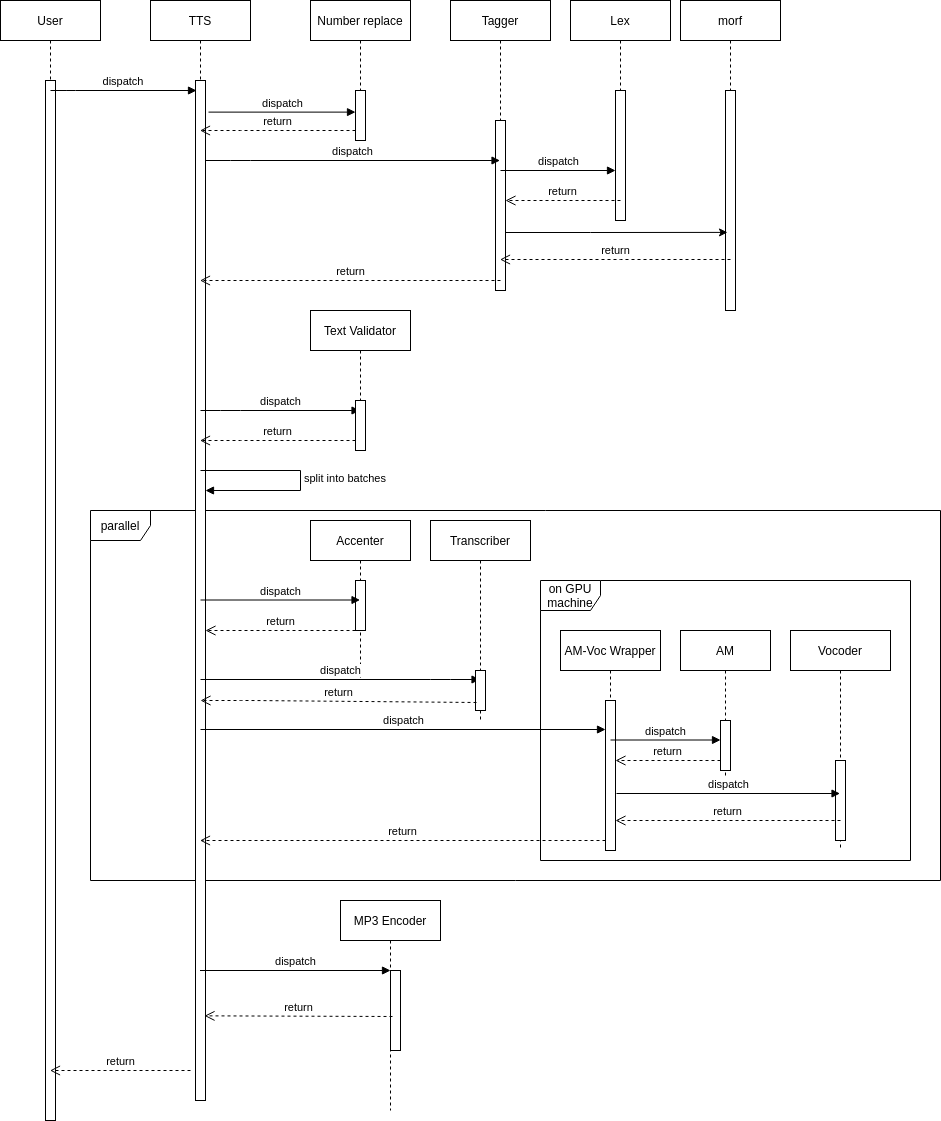 User
TTS
Number replace
Tagger
Lex
morf
dispatch
dispatch
return
dispatch
dispatch
return
return
return
Text Validator
dispatch
return
split into batches
parallel
Accenter
Transcriber
on GPU
machine
dispatch
return
AM-Voc Wrapper
AM
Vocoder
dispatch
return
dispatch
dispatch
return
dispatch
return
return
MP3 Encoder
dispatch
return
return